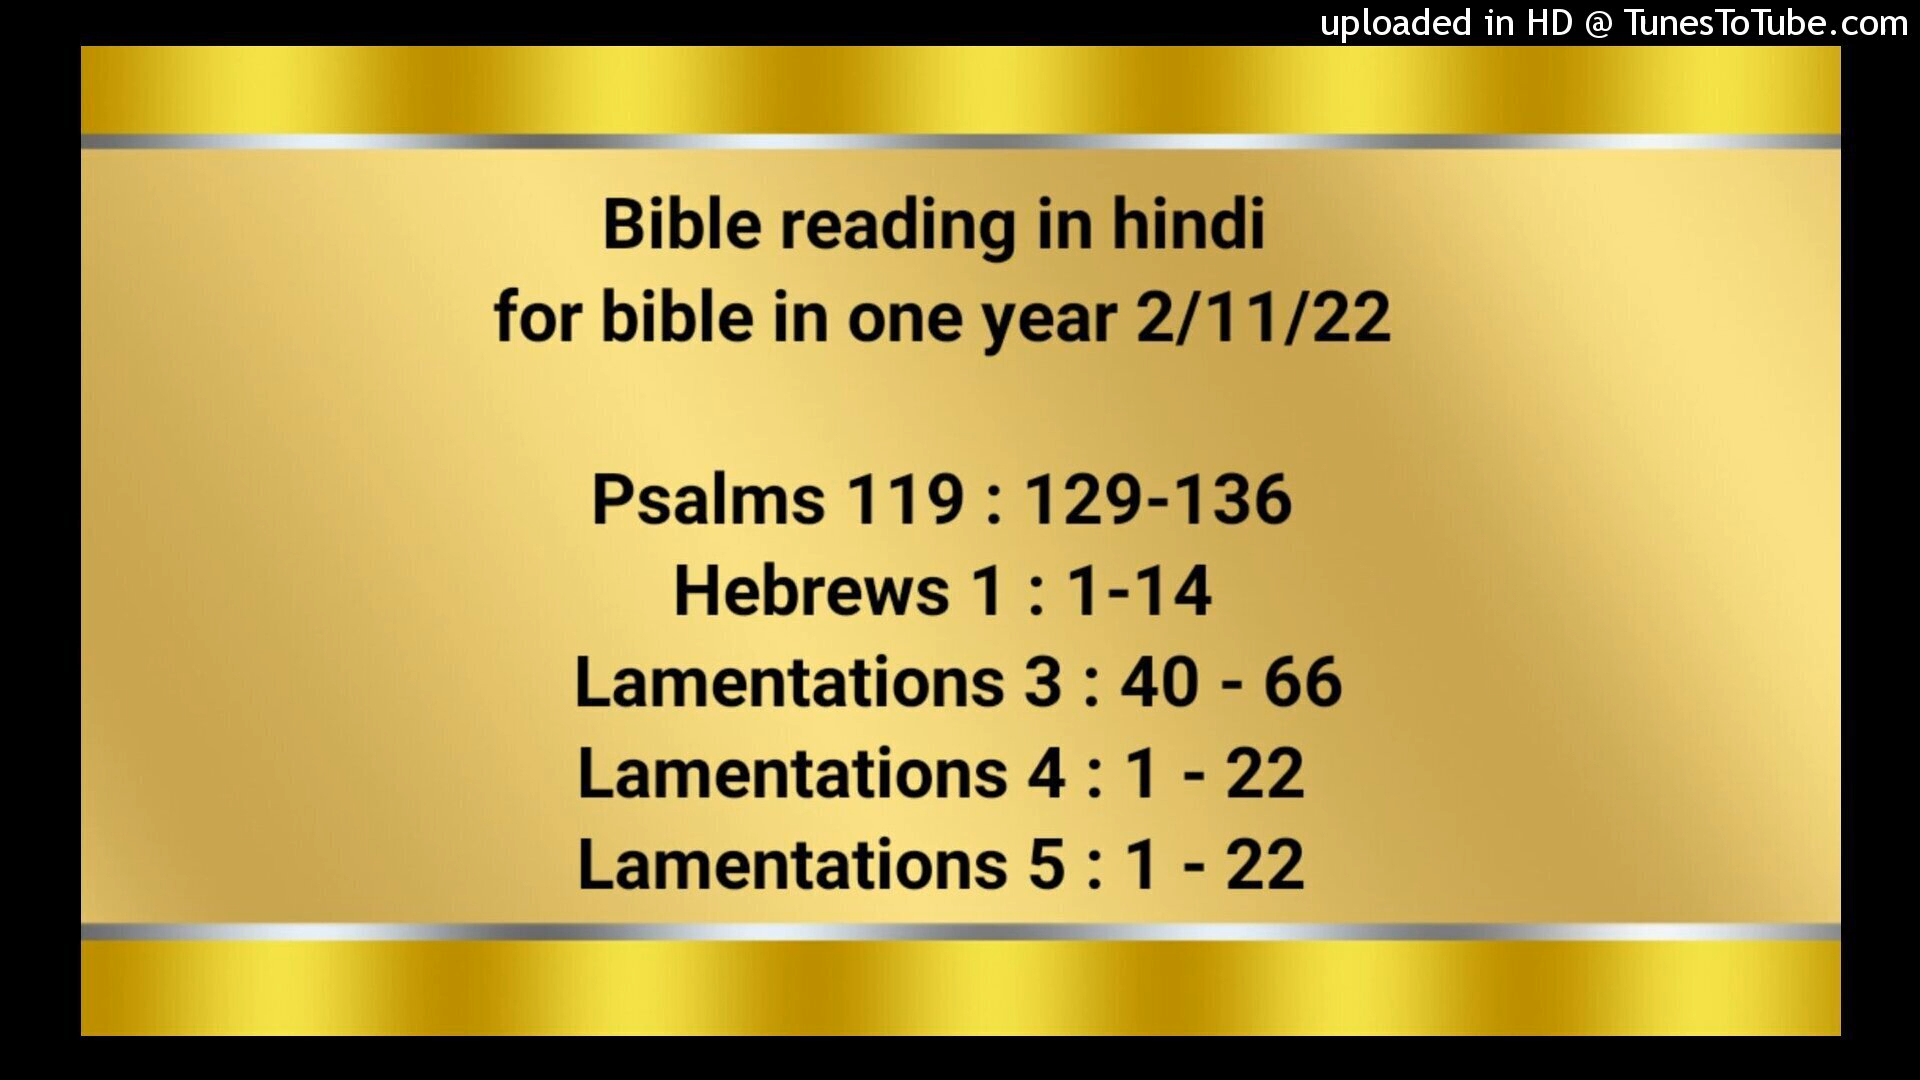 uploaded in HD @ TunesToTube.com
Bible reading in hindi
for bible in one year 2/11/22
Psalms 119 : 129-136
Hebrews 1 : 1-14
Lamentations 3 : 40 - 66
Lamentations 4 : 1 - 22
Lamentations 5 : 1 - 22